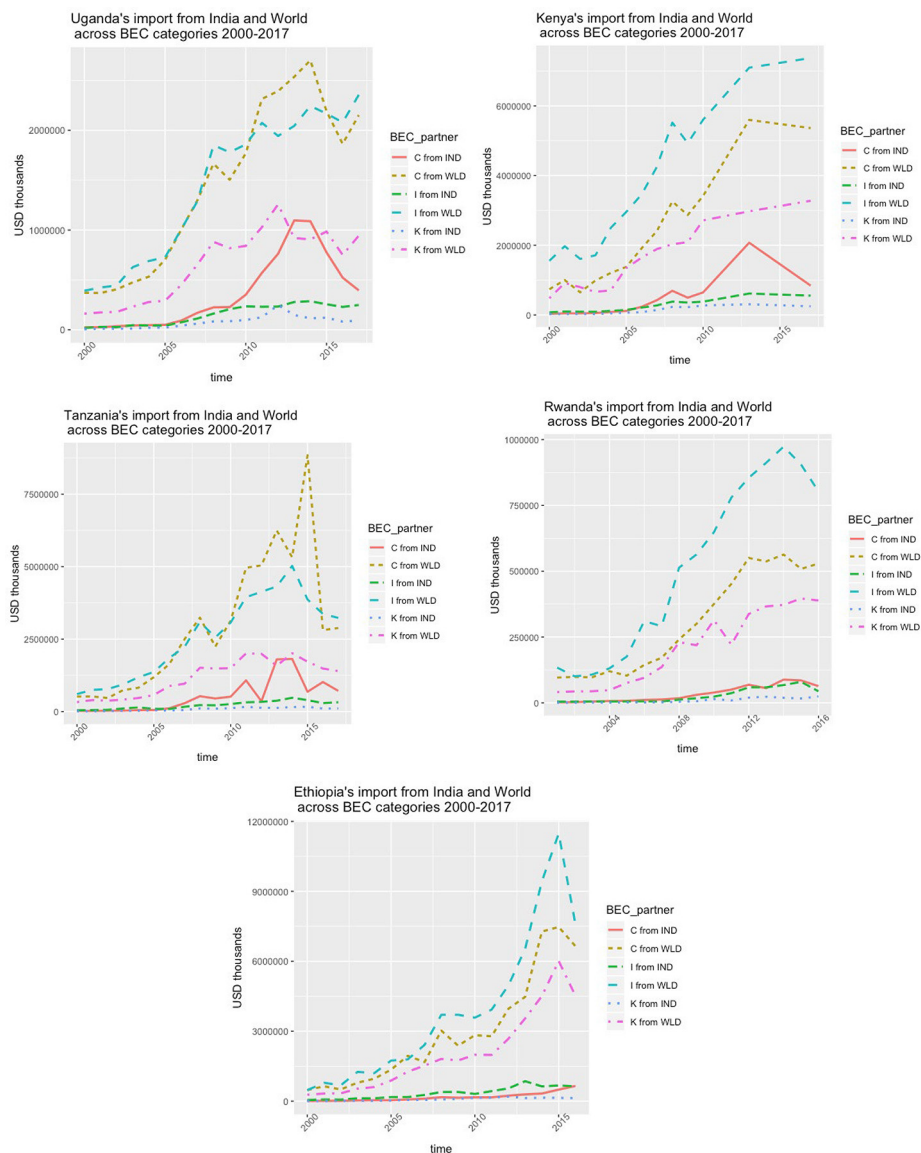 Uganda's import from India and World
across BEC categories 2000-2017
USD thousands
2000000
1000000
0
2000
2005
2010
2015
time
BEC_partner
C from IND
C from WLD
I from IND
I from WLD
K from IND
K from WLD
Kenya's import from India and World
across BEC categories 2000-2017
USD thousands
6000000
4000000
2000000
0
2000
2005
2010
2015
time
BEC_partner
C from IND
C from WLD
I from IND
I from WLD
K from IND
K from WLD
Tanzania's import from India and World
across BEC categories 2000-2017
USD thousands
7500000
5000000
2500000
0
2000
2005
2010
2015
time
BEC_partner
C from IND
C from WLD
I from IND
I from WLD
K from IND
K from WLD
Rwanda's import from India and World
across BEC categories 2000-2017
USD thousands
1000000
750000
500000
250000
0
2004
2008
2012
2016
time
BEC_partner
C from IND
C from WLD
I from IND
I from WLD
K from IND
K from WLD
Ethiopia's import from India and World
across BEC categories 2000-2017
USD thousands
12000000
9000000
6000000
3000000
0
2000
2005
2010
2015
time
BEC_partner
C from IND
C from WLD
I from IND
I from WLD
K from IND
K from WLD